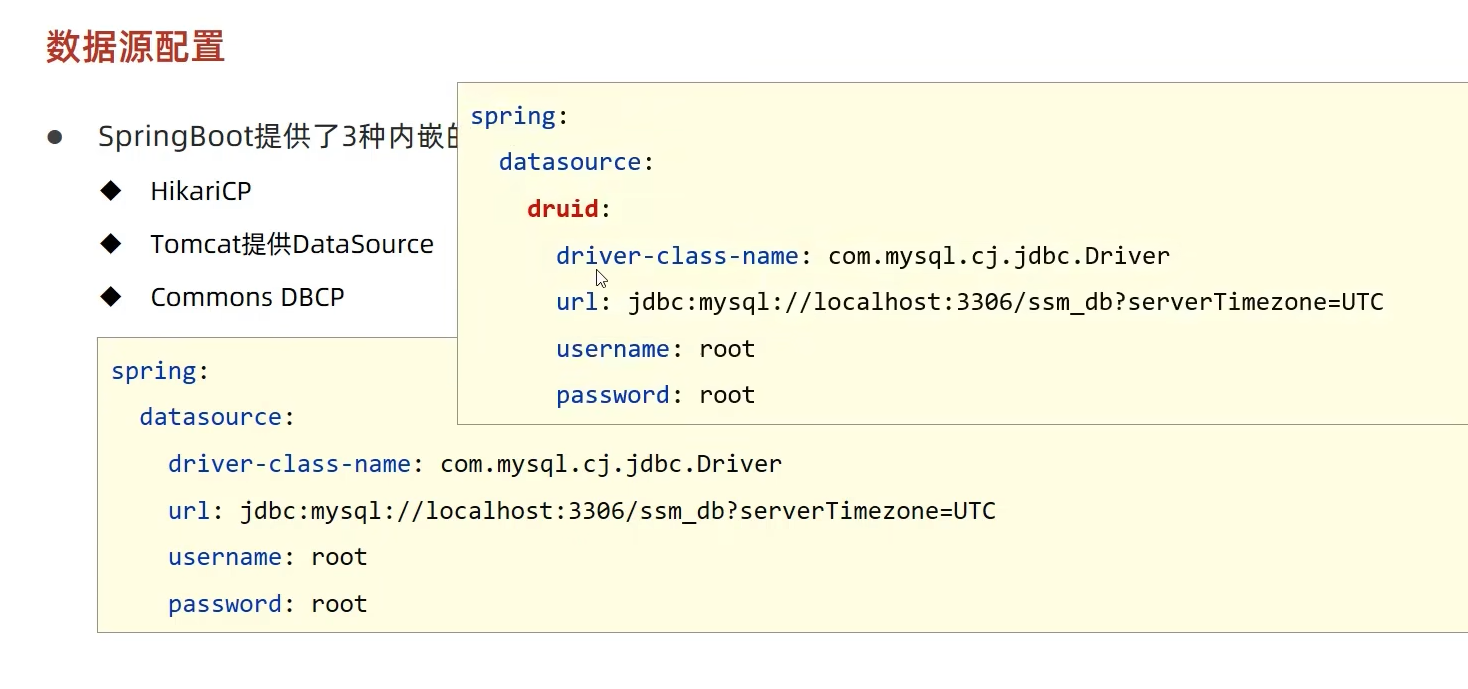 数据源配置
SpringBoot提供了3种内嵌
HikariCP
Tomcat提供DataSource
Commons DBCP
spring:
datasource:
druid:
driver-class-name: com.mysql.cj.jdbc.Driver
url: jdbc:mysql://localhost:3306/ssm_db?serverTimezone=UTC
username: root
password: root
spring:
datasource:
driver-class-name: com.mysql.cj.jdbc.Driver
url: jdbc:mysql://localhost:3306/ssm_db?serverTimezone=UTC
username: root
password: root